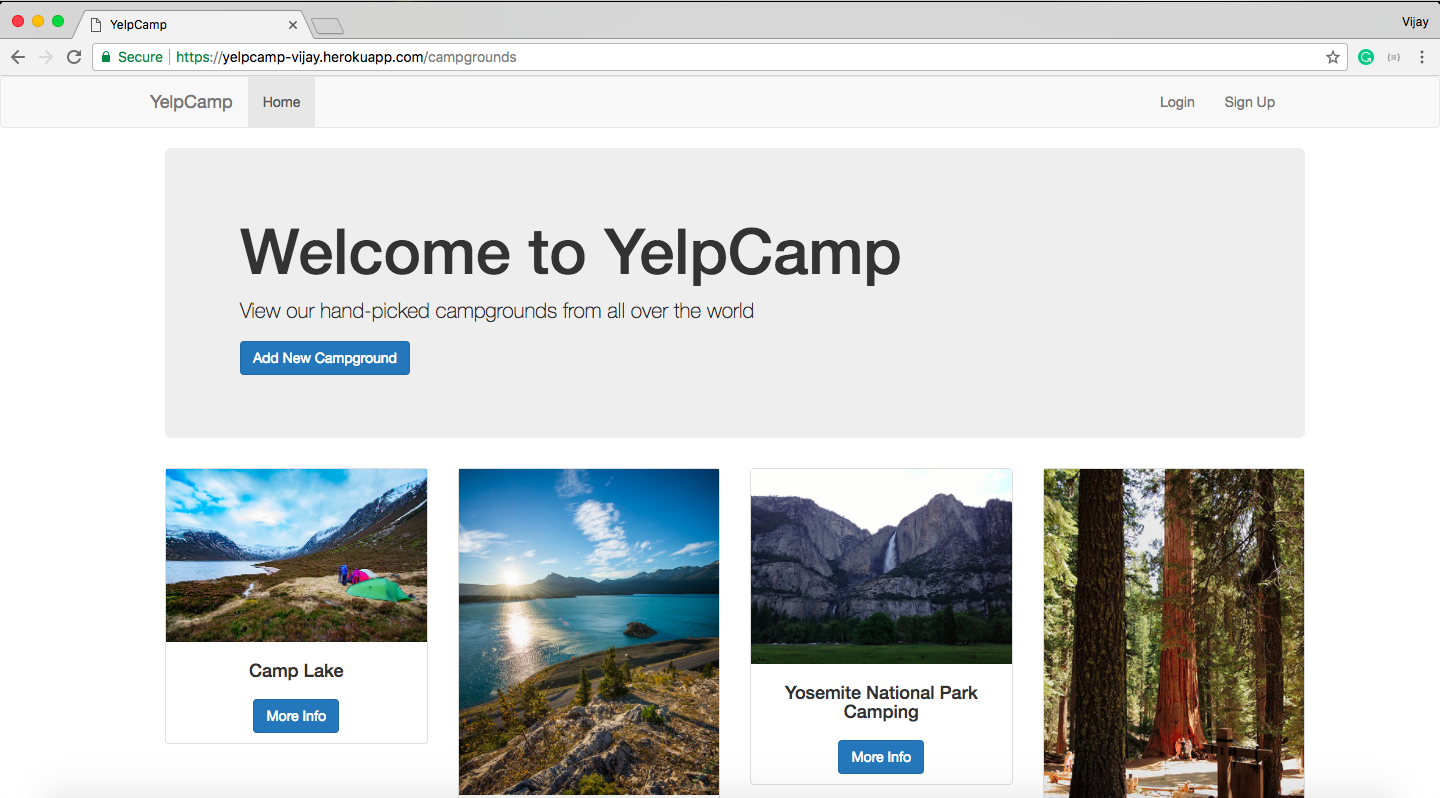 YelpCamp
Vijay
Secure
https://yelpcamp-vijay.herokuapp.com/campgrounds
YelpCamp
Home
Login
Sign Up
Welcome to YelpCamp
View our hand-picked campgrounds from all over the world
Add New Campground
Camp Lake
More Info
Yosemite National Park
Camping
More Info